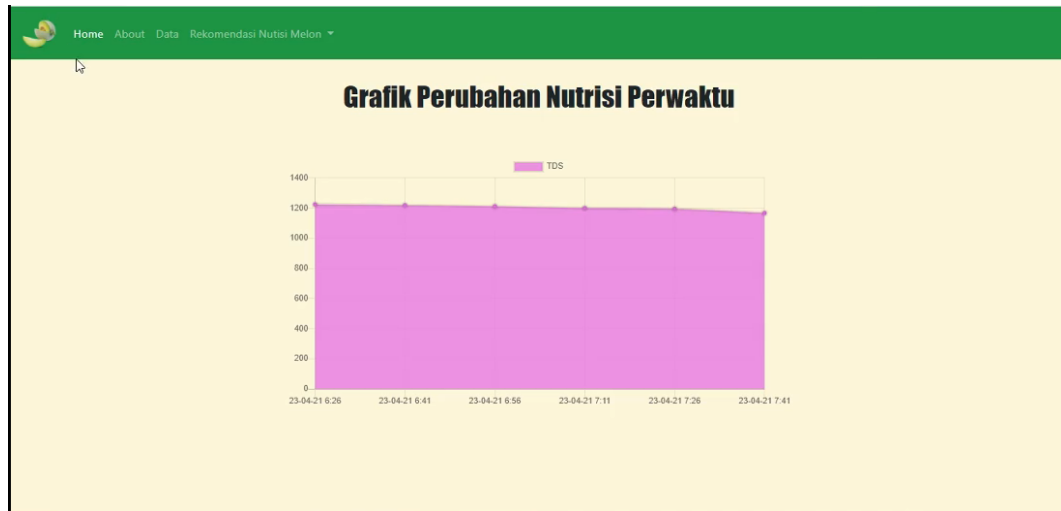 Home About Data Rekomendasi Nutisi Melon
Grafik Perubahan Nutrisi Perwaktu
TDS
1400
1200
1000
800
600
400
200
0
23-04-21 6:26 23-04-21 6:41 23-04-21 6:56 23-04-21 7:11 23-04-21 7:26 23-04-21 7:41